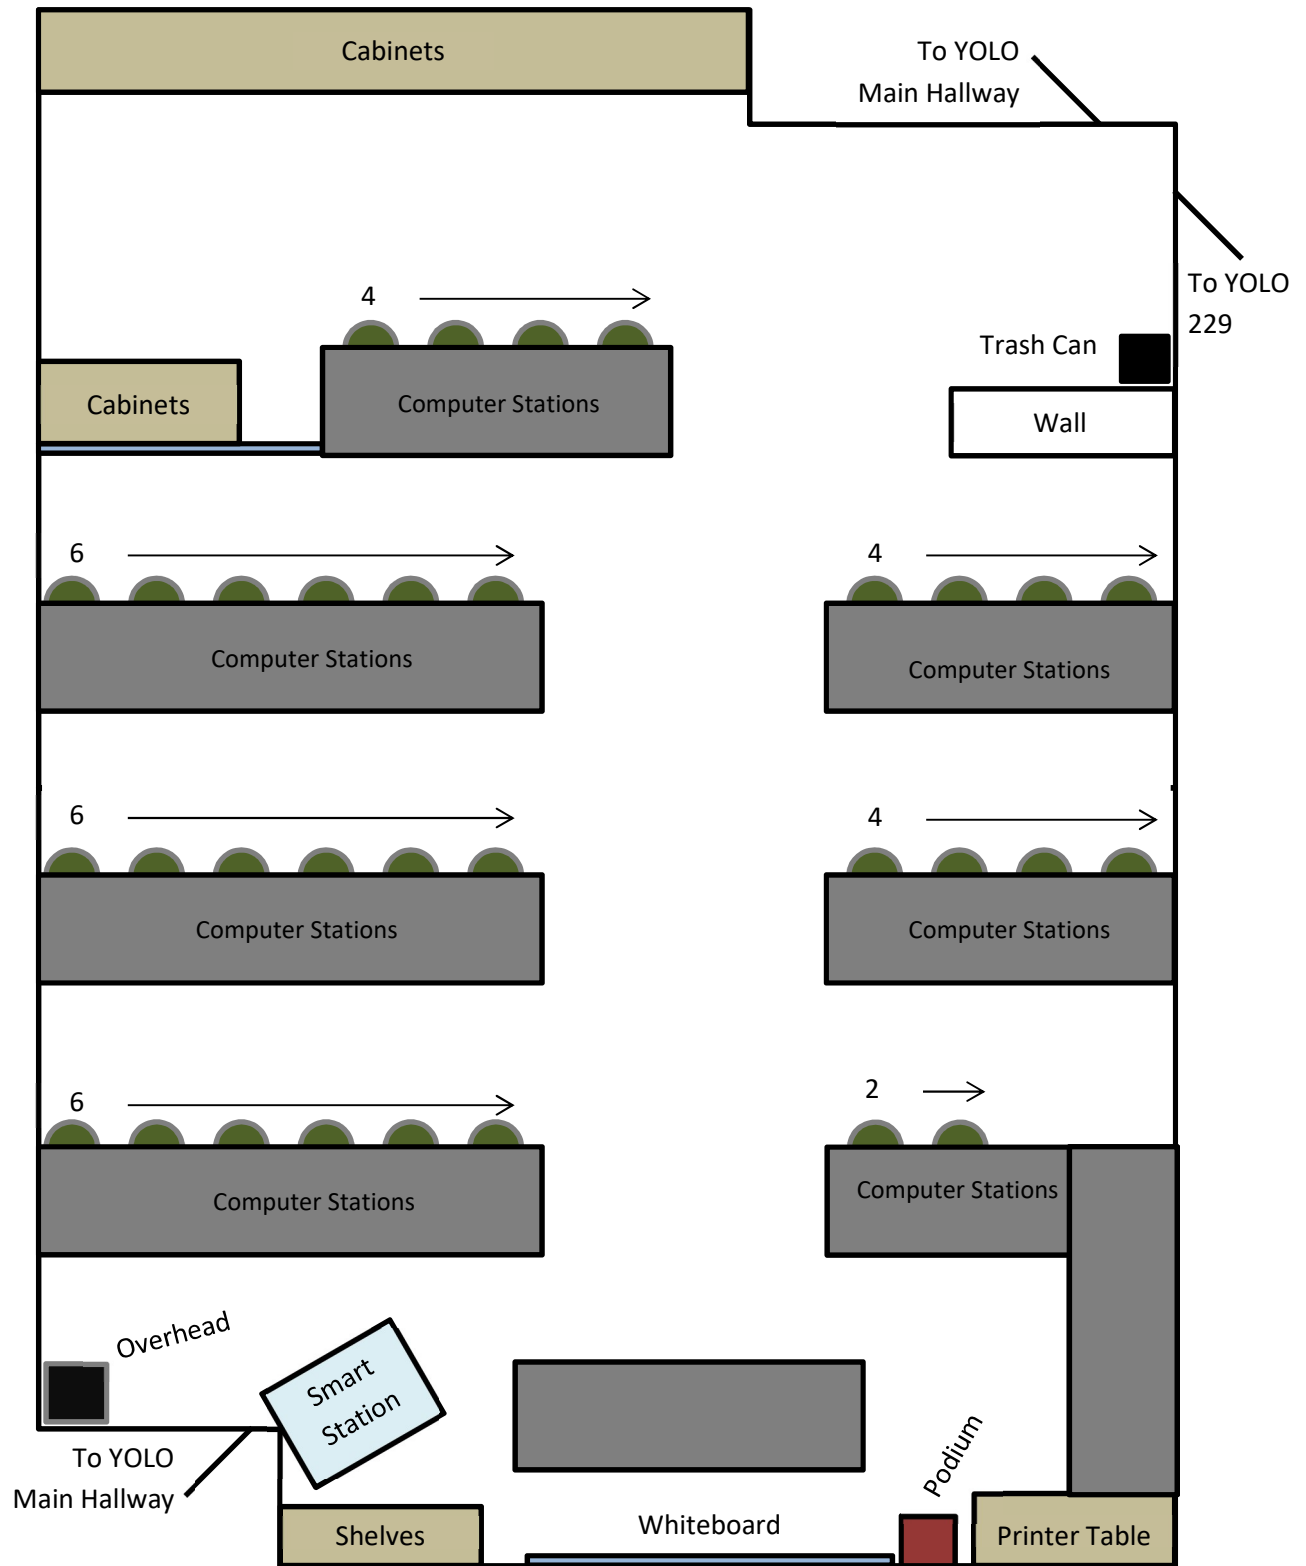 Cabinets
To YOLO
Main Hallway
To YOLO
229
4
Trash Can
Cabinets
Computer Stations
Wall
6
4
Computer Stations
Computer Stations
6
4
Computer Stations
Computer Stations
6
2
Computer Stations
Computer Stations
Overhead
Smart
Station
To YOLO
Main Hallway
Podium
Shelves
Whiteboard
Printer Table